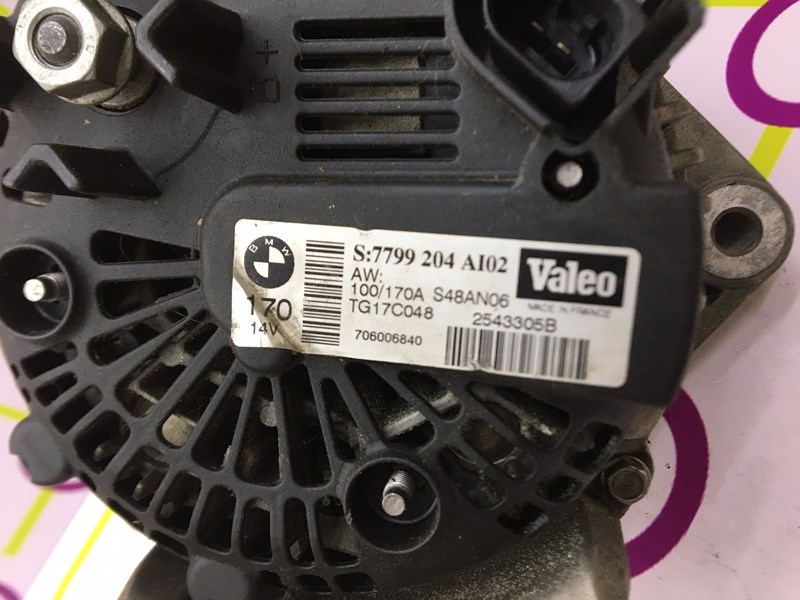 D +
BMW
170
14V
S:7799 204 AI02
AW:
100/170A S48AN06
TG17C048
706006840
Valeo
MADE IN FRANCE
2543305B